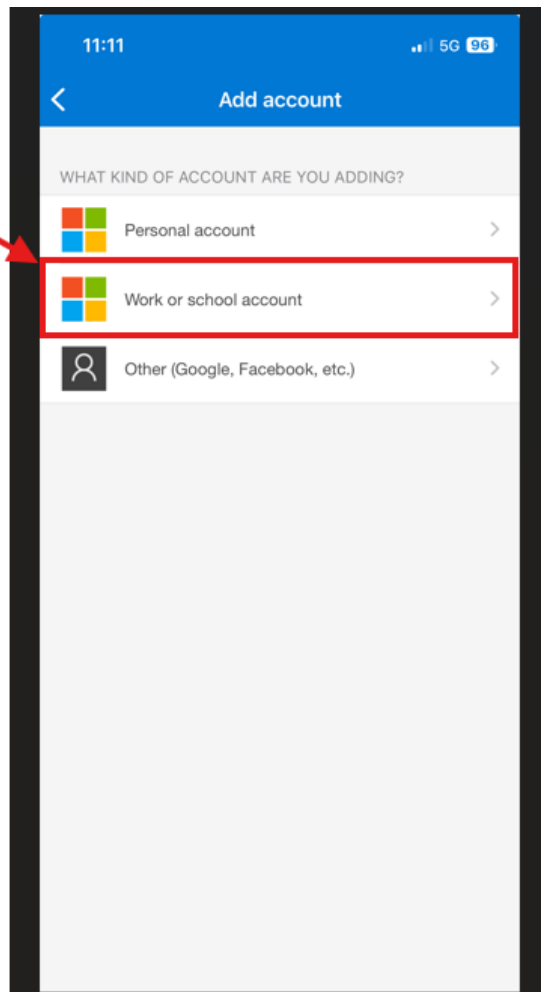 11:11 5G 96
Add account
WHAT KIND OF ACCOUNT ARE YOU ADDING?
Personal account
Work or school account
Other (Google, Facebook, etc.)